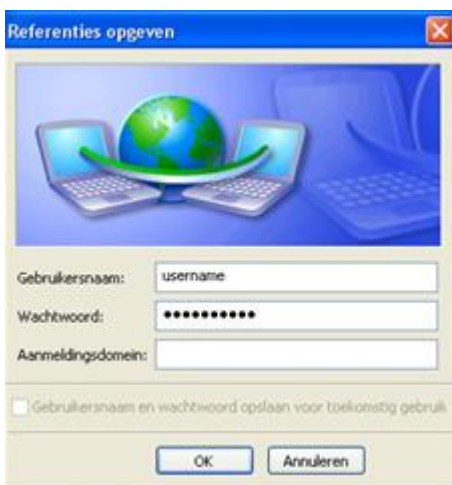 Referenties opgeven
Gebruikersnaam: username
Wachtwoord: ●●●●●●●●●●
Aanmeldingsdomein:
Gebruikersnaam en wachtwoord opslaan voor toekomstig gebruik
OK Annuleren